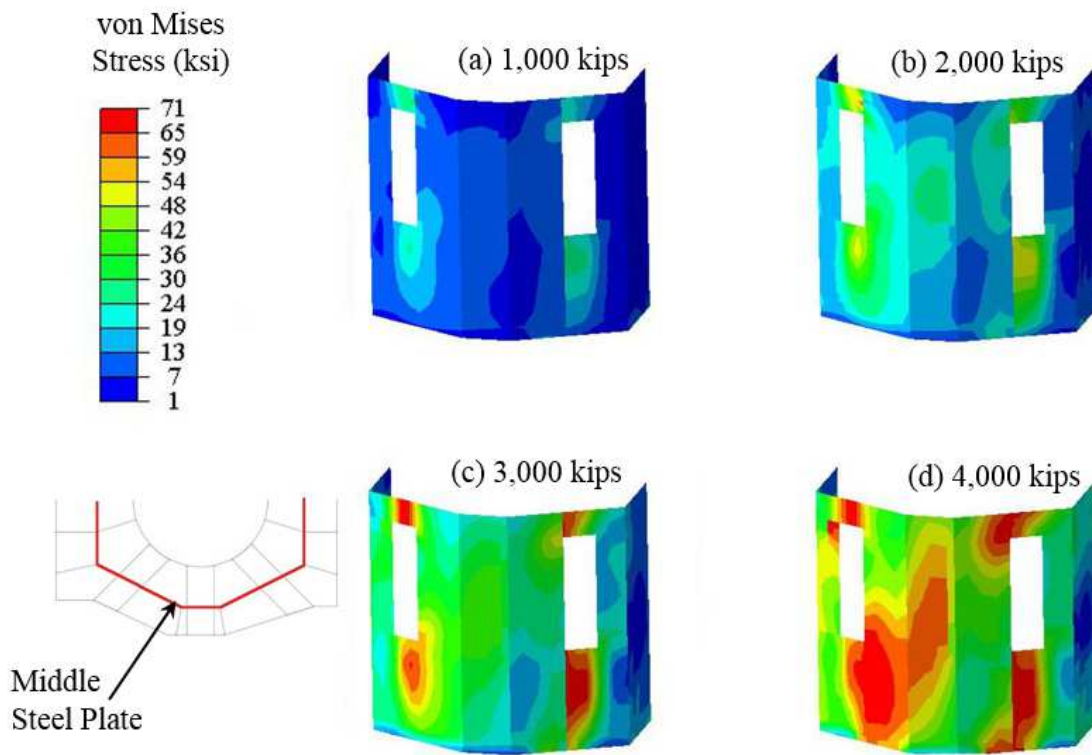 von Mises
Stress (ksi)
71
65
59
54
48
42
36
30
24
19
13
7
1
(a) 1,000 kips
(b) 2,000 kips
(c) 3,000 kips
(d) 4,000 kips
Middle
Steel Plate